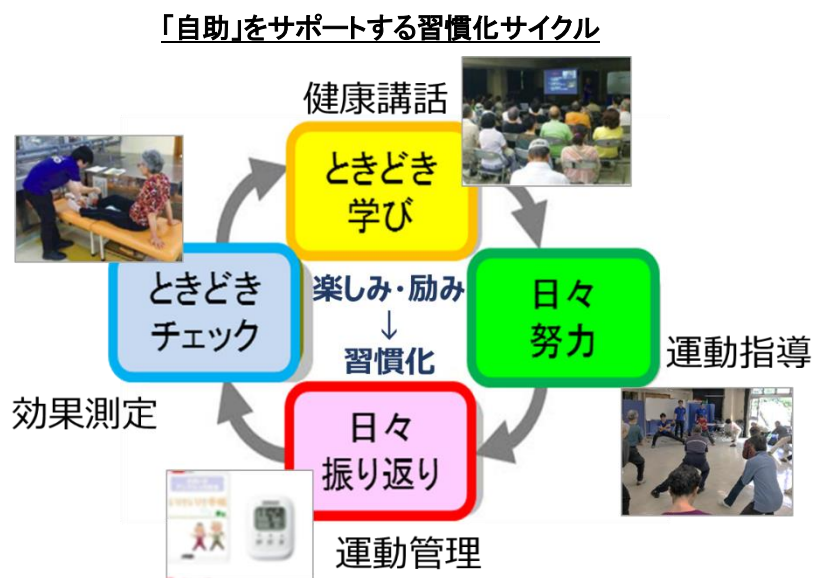 「自助」をサポートする習慣化サイクル
健康講話
ときどき
学び
ときどき
チェック
楽しみ・励み
↓
習慣化
日々
努力
運動指導
効果測定
日々
振り返り
運動管理